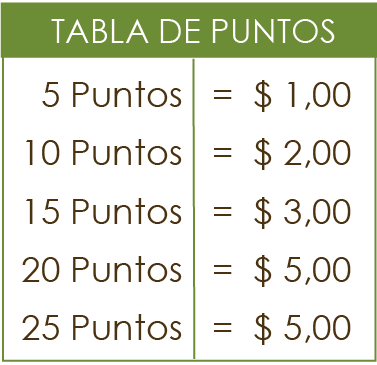 TABLA DE PUNTOS
5 Puntos = $ 1,00
10 Puntos = $ 2,00
15 Puntos = $ 3,00
20 Puntos = $ 5,00
25 Puntos = $ 5,00